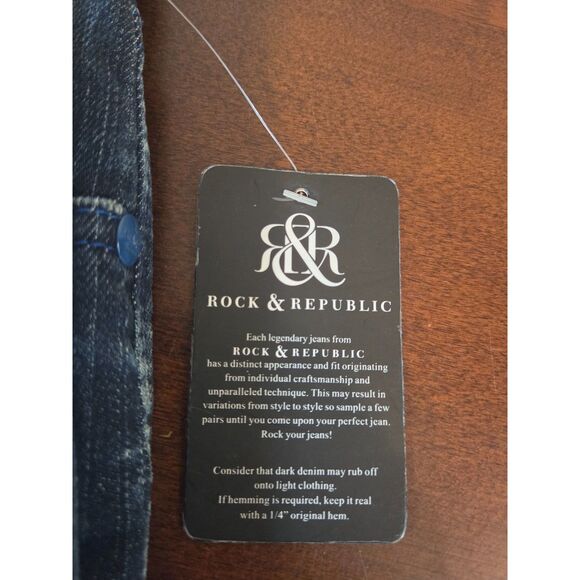 R&R
ROCK & REPUBLIC
Each legendary jeans from
ROCK & REPUBLIC
has a distinct appearance and fit originating
from individual craftsmanship and
unparalleled technique. This may result in
variations from style to style so sample a few
pairs until you come upon your perfect jean.
Rock your jeans!
Consider that dark denim may rub off
onto light clothing.
If hemming is required, keep it real
with a 1/4" original hem.